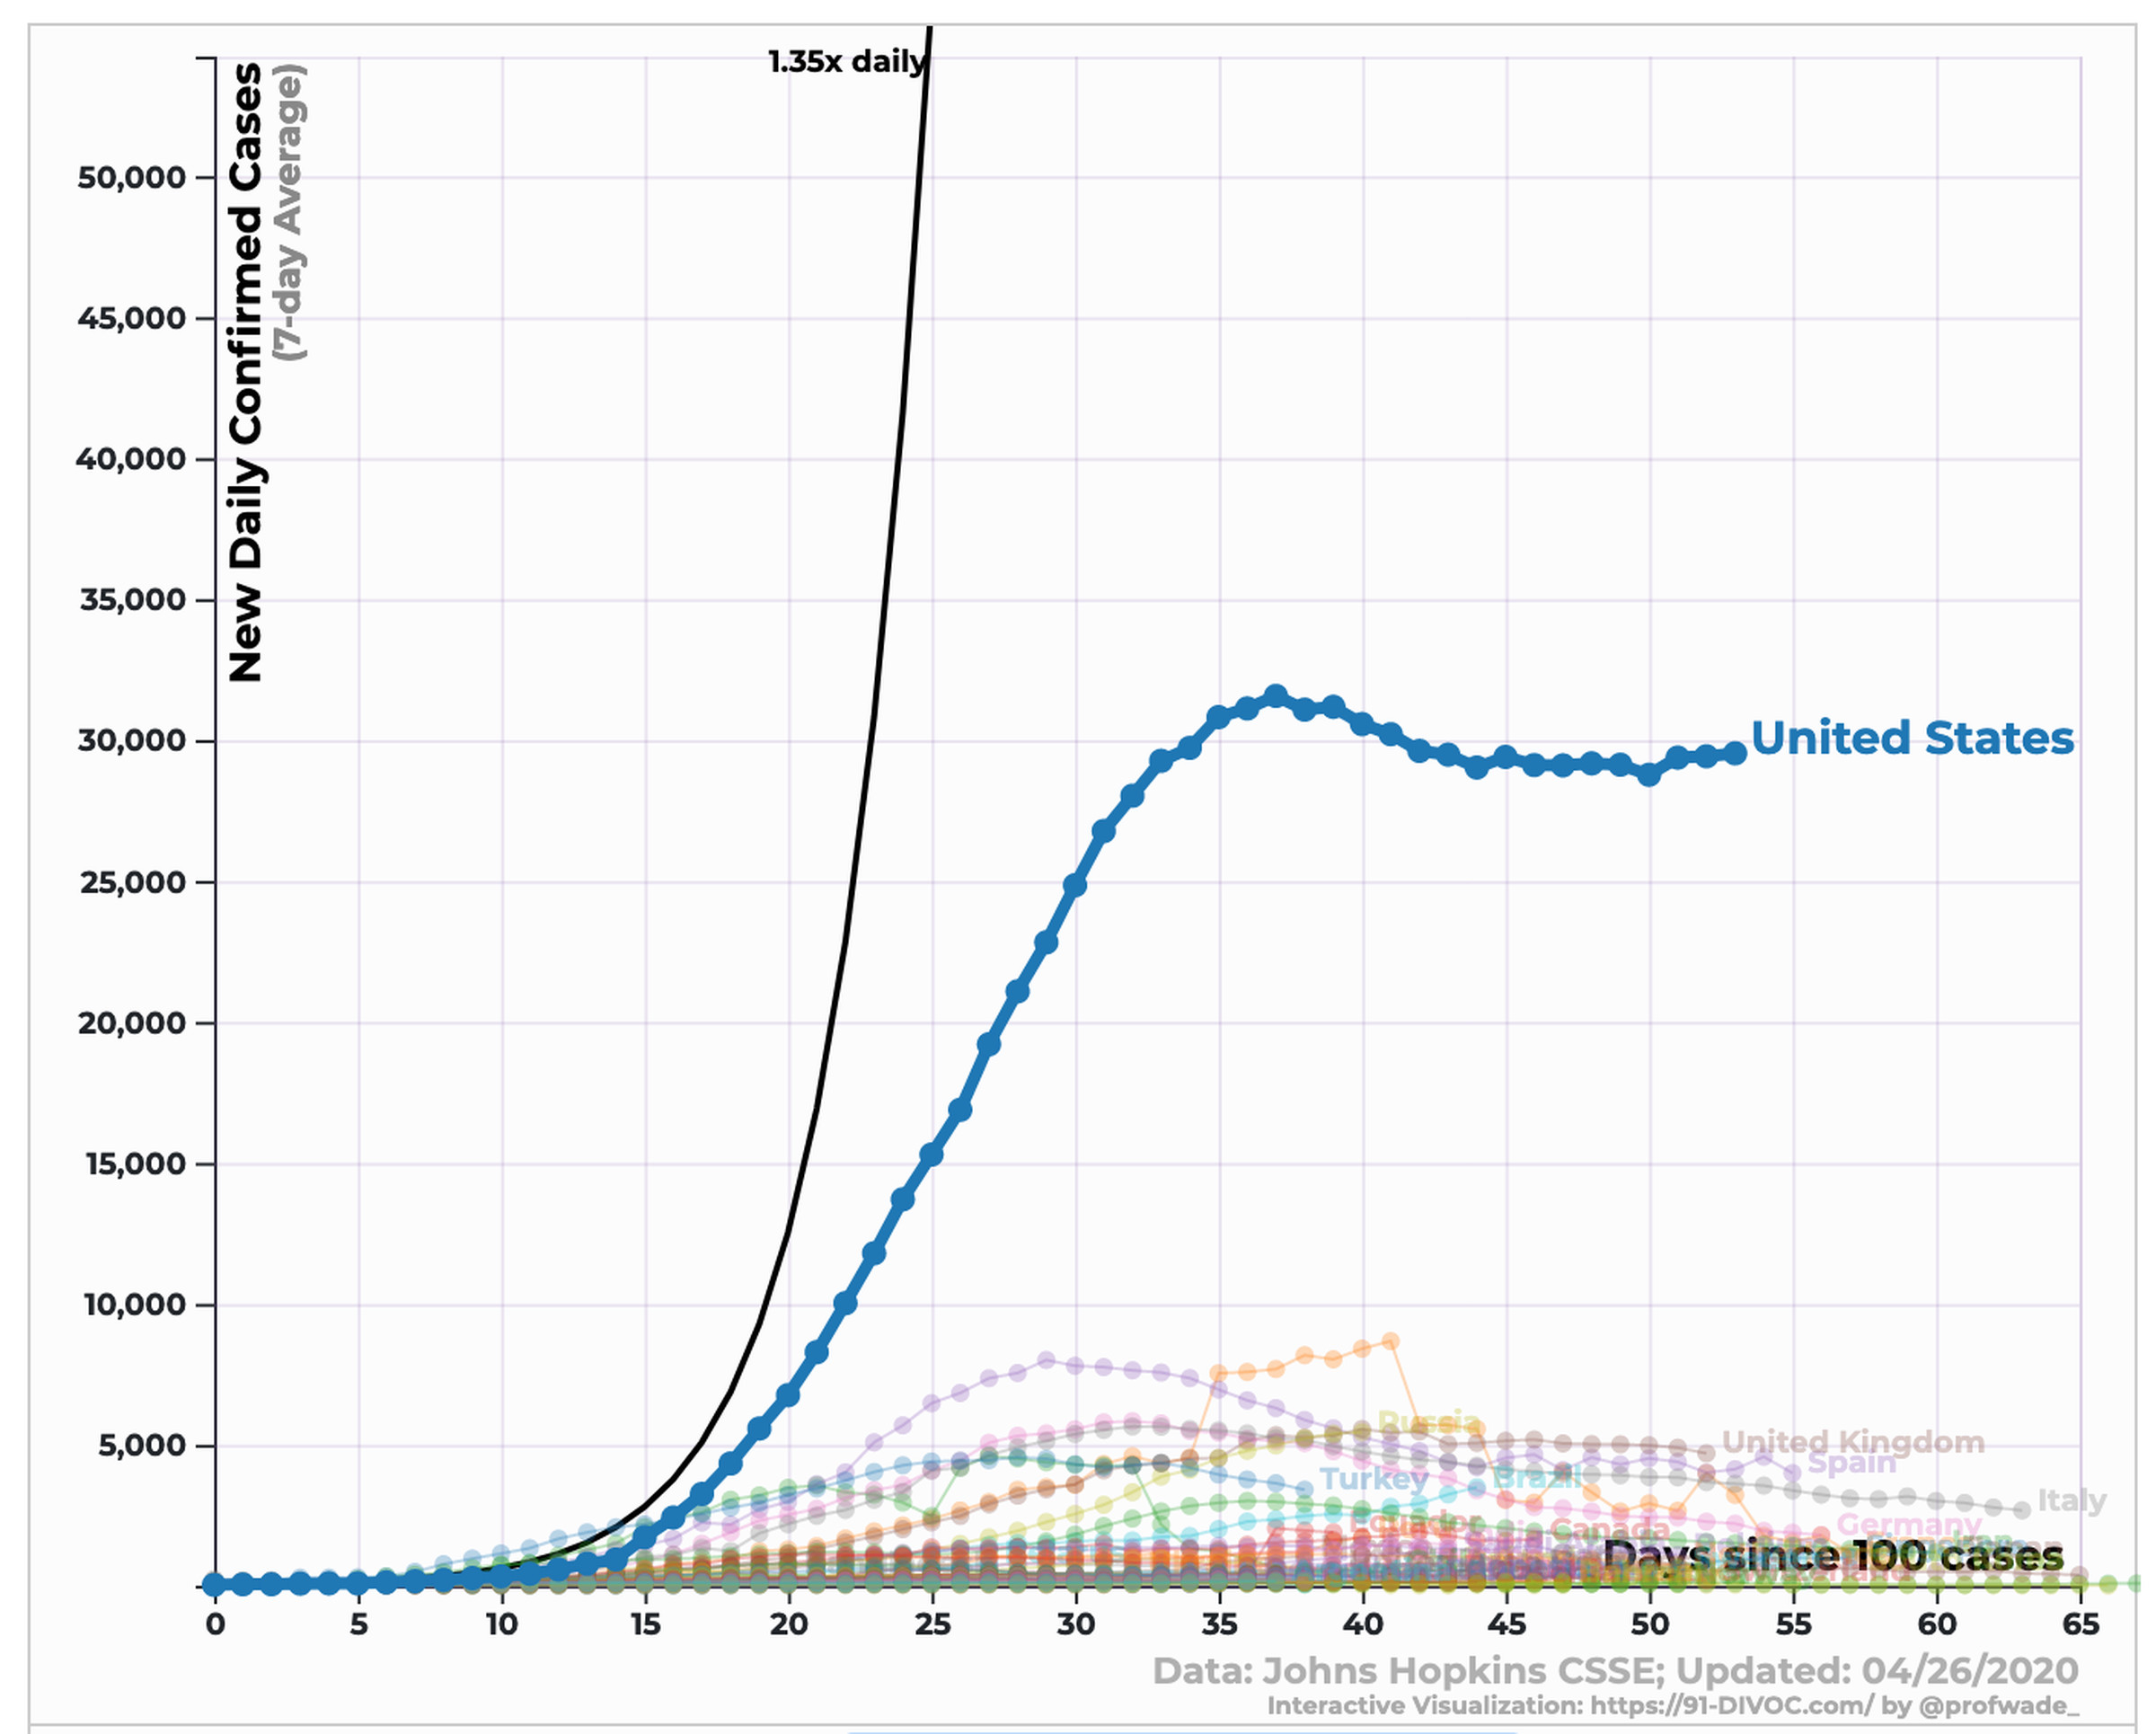 1.35x daily
New Daily Confirmed Cases
(7-day Average)
50,000
45,000
40,000
35,000
30,000
United States
25,000
20,000
15,000
10,000
5,000
Russia
United Kingdom
Spain
Turkey
Brazil
Italy
Ecuador
Canada
Germany
Iran
Days since 100 cases
0 5 10 15 20 25 30 35 40 45 50 55 60 65
Data: Johns Hopkins CSSE; Updated: 04/26/2020
Interactive Visualization: https://91-DIVOC.com/ by @profwade_